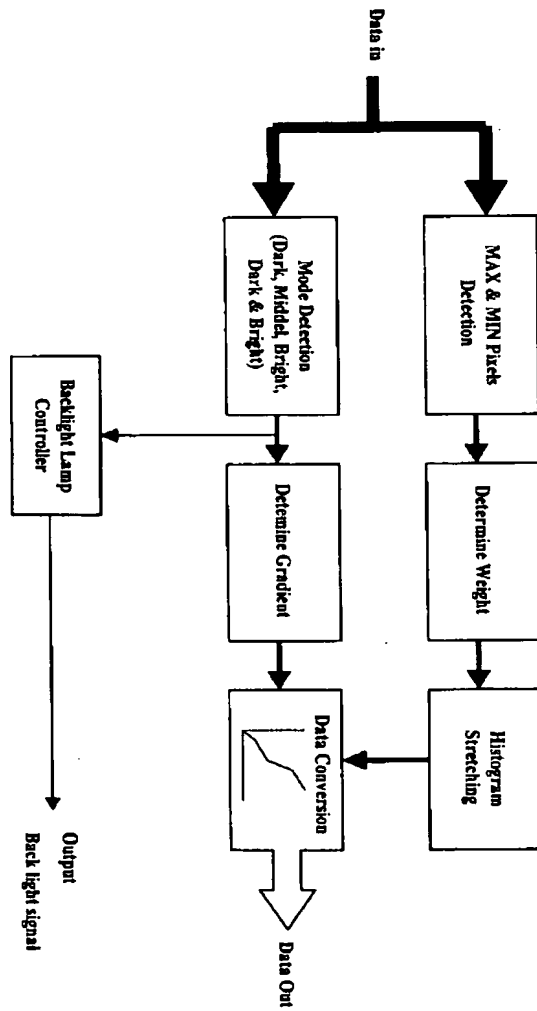 Data in
MAX & MIN Pixels
Detection
Determine Weight
Histogram
Stretching
Mode Detection
(Dark, Middel, Bright,
Dark & Bright)
Detemine Gradient
Data Conversion
Data Out
Backlight Lamp
Controller
Output
Back light signal